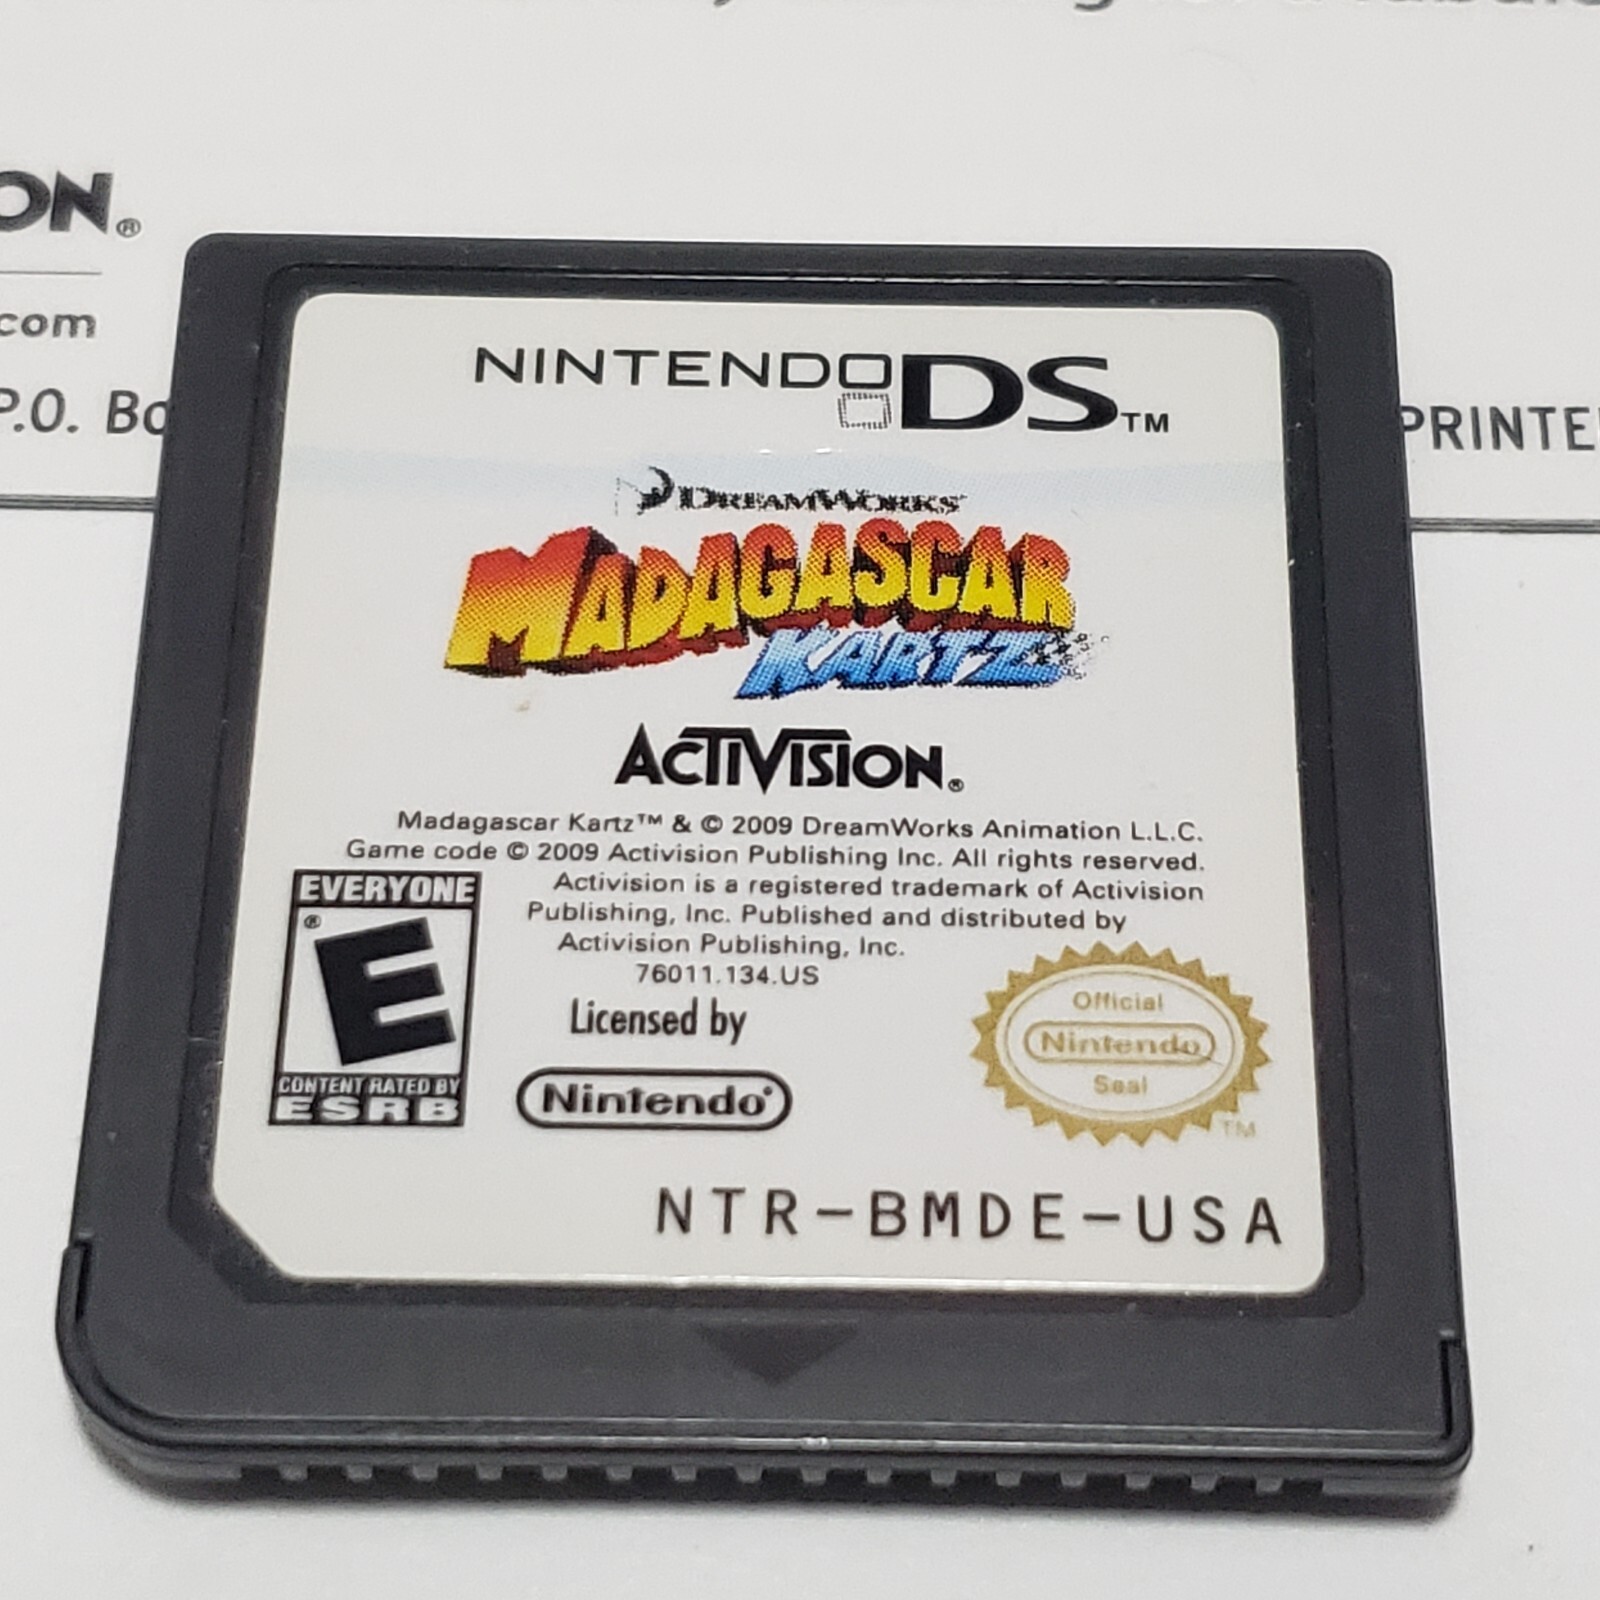 ON®
com
P.O. Bo
PRINTE
NINTENDO DS™
DREAMWORKS
MADAGASCAR
KARTZ
ACTIVISION®
Madagascar Kartz™ & © 2009 DreamWorks Animation L.L.C.
Game code © 2009 Activision Publishing Inc. All rights reserved.
Activision is a registered trademark of Activision
Publishing, Inc. Published and distributed by
Activision Publishing, Inc.
76011.134.US
Licensed by
Nintendo®
EVERYONE
®
E
CONTENT RATED BY
ESRB
Official
Nintendo
Seal
TM
NTR-BMDE-USA